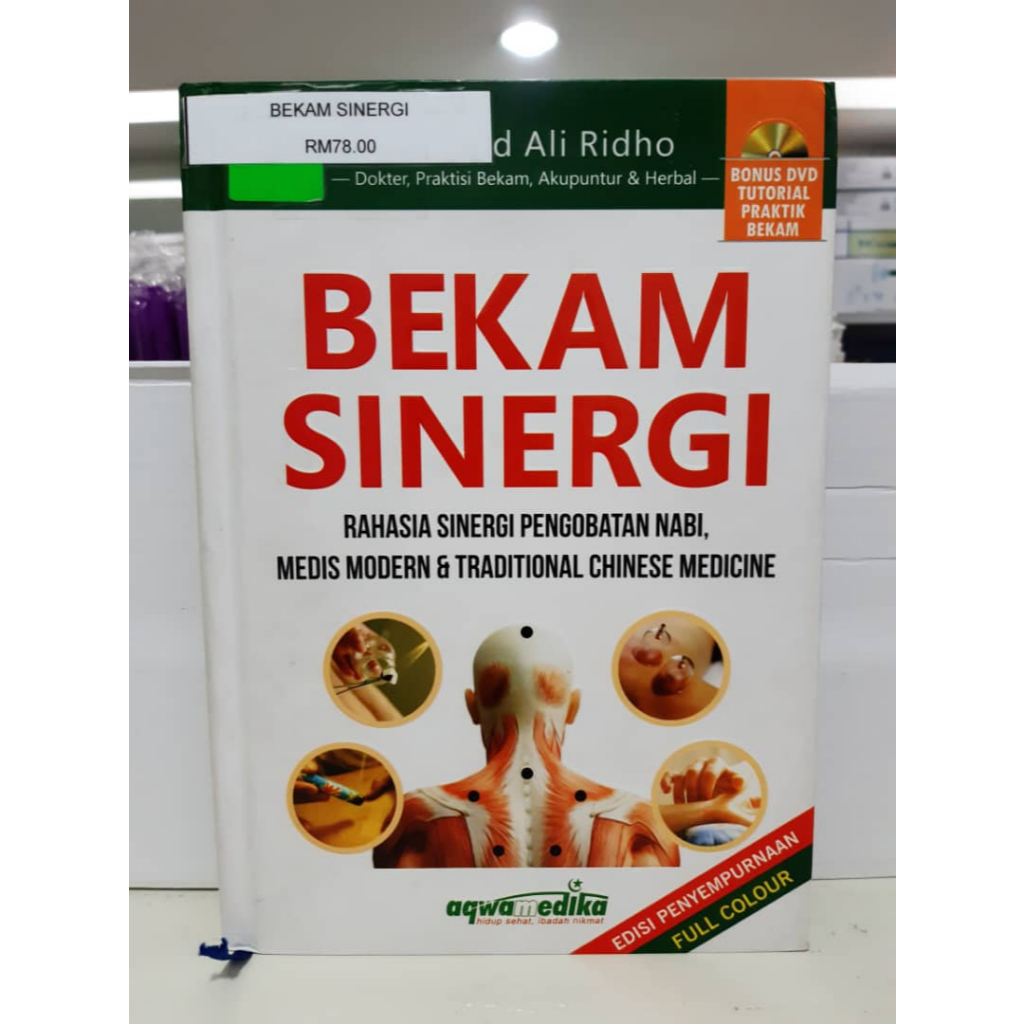 BEKAM SINERGI
RM78.00
d Ali Ridho
— Dokter, Praktisi Bekam, Akupuntur & Herbal —
BONUS DVD
TUTORIAL
PRAKTIK
BEKAM
BEKAM
SINERGI
RAHASIA SINERGI PENGOBATAN NABI,
MEDIS MODERN & TRADITIONAL CHINESE MEDICINE
aqwamedika
hidup sehat, ibadah nikmat
EDISI PENYEMPURNAAN
FULL COLOUR